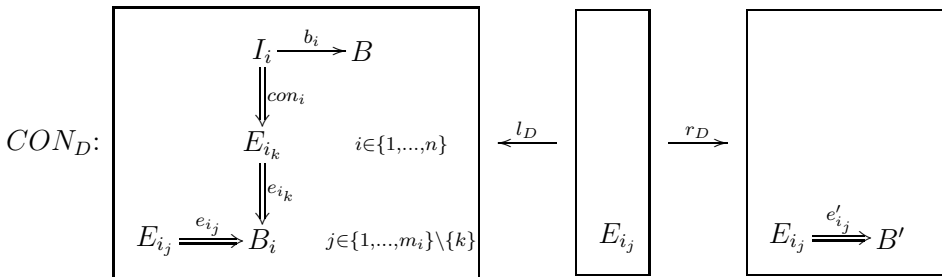 I_i b_i B
con_i
CON_D: E_{i_k} i∈{1,...,n} l_D r_D
e_{i_k}
E_{i_j} e_{i_j} B_i j∈{1,...,m_i}\{k} E_{i_j} E_{i_j} e'_{i_j} B'